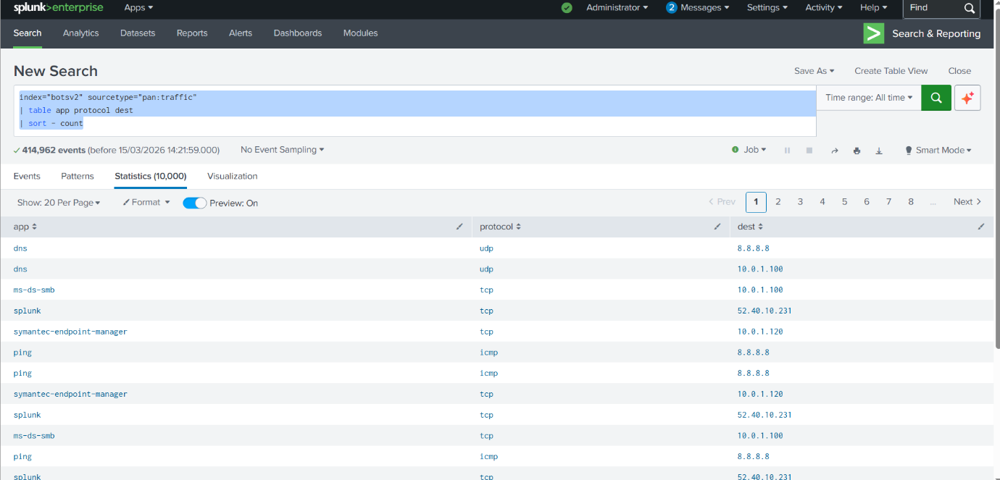 splunk>enterprise Apps Administrator 2 Messages Settings Activity Help Find
Search Analytics Datasets Reports Alerts Dashboards Modules > Search & Reporting
New Search Save As Create Table View Close
index="botsv2" sourcetype="pan:traffic" Time range: All time
| table app protocol dest
| sort - count
414,962 events (before 15/03/2026 14:21:59.000) No Event Sampling Job Smart Mode
Events Patterns Statistics (10,000) Visualization
Show: 20 Per Page Format Preview: On < Prev 1 2 3 4 5 6 7 8 ... Next >
app protocol dest
dns udp 8.8.8.8
dns udp 10.0.1.100
ms-ds-smb tcp 10.0.1.100
splunk tcp 52.40.10.231
symantec-endpoint-manager tcp 10.0.1.120
ping icmp 8.8.8.8
ping icmp 8.8.8.8
symantec-endpoint-manager tcp 10.0.1.120
splunk tcp 52.40.10.231
ms-ds-smb tcp 10.0.1.100
ping icmp 8.8.8.8
splunk tcp 52.40.10.231